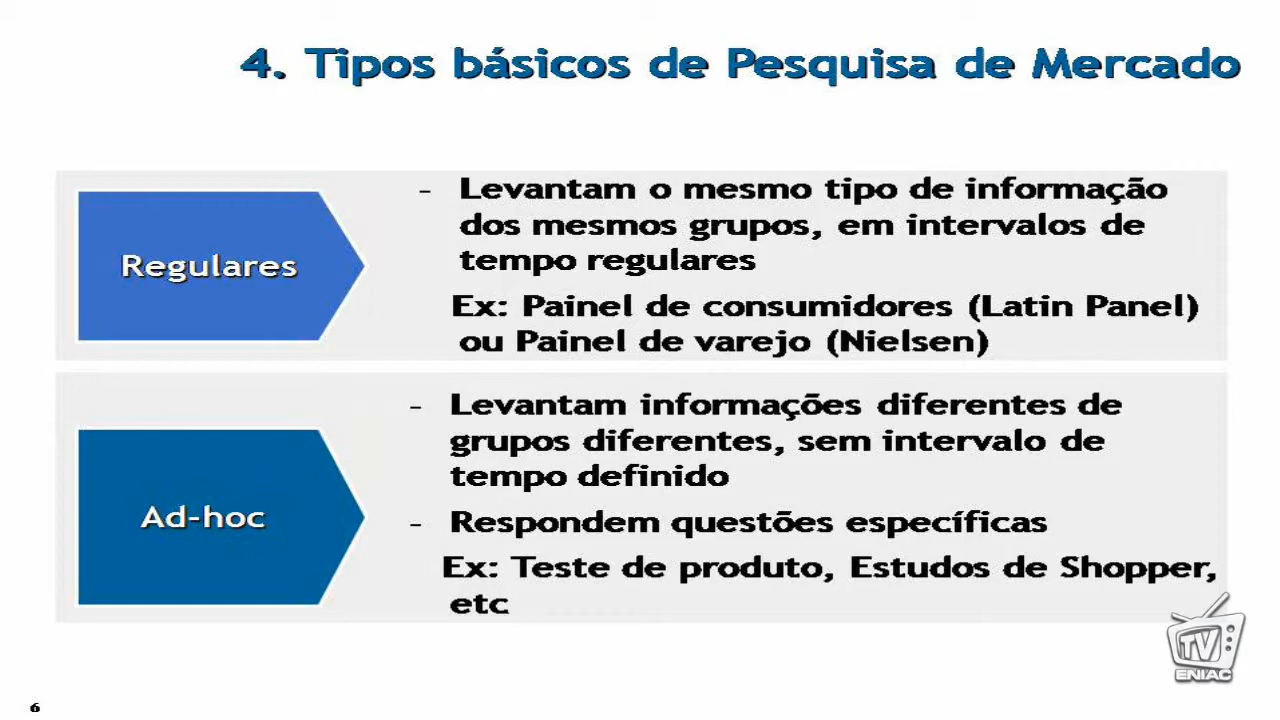 4. Tipos básicos de Pesquisa de Mercado
Regulares
- Levantam o mesmo tipo de informação
dos mesmos grupos, em intervalos de
tempo regulares
Ex: Painel de consumidores (Latin Panel)
ou Painel de varejo (Nielsen)
Ad-hoc
- Levantam informações diferentes de
grupos diferentes, sem intervalo de
tempo definido
- Respondem questões específicas
Ex: Teste de produto, Estudos de Shopper,
etc
TV
ENIAC
6